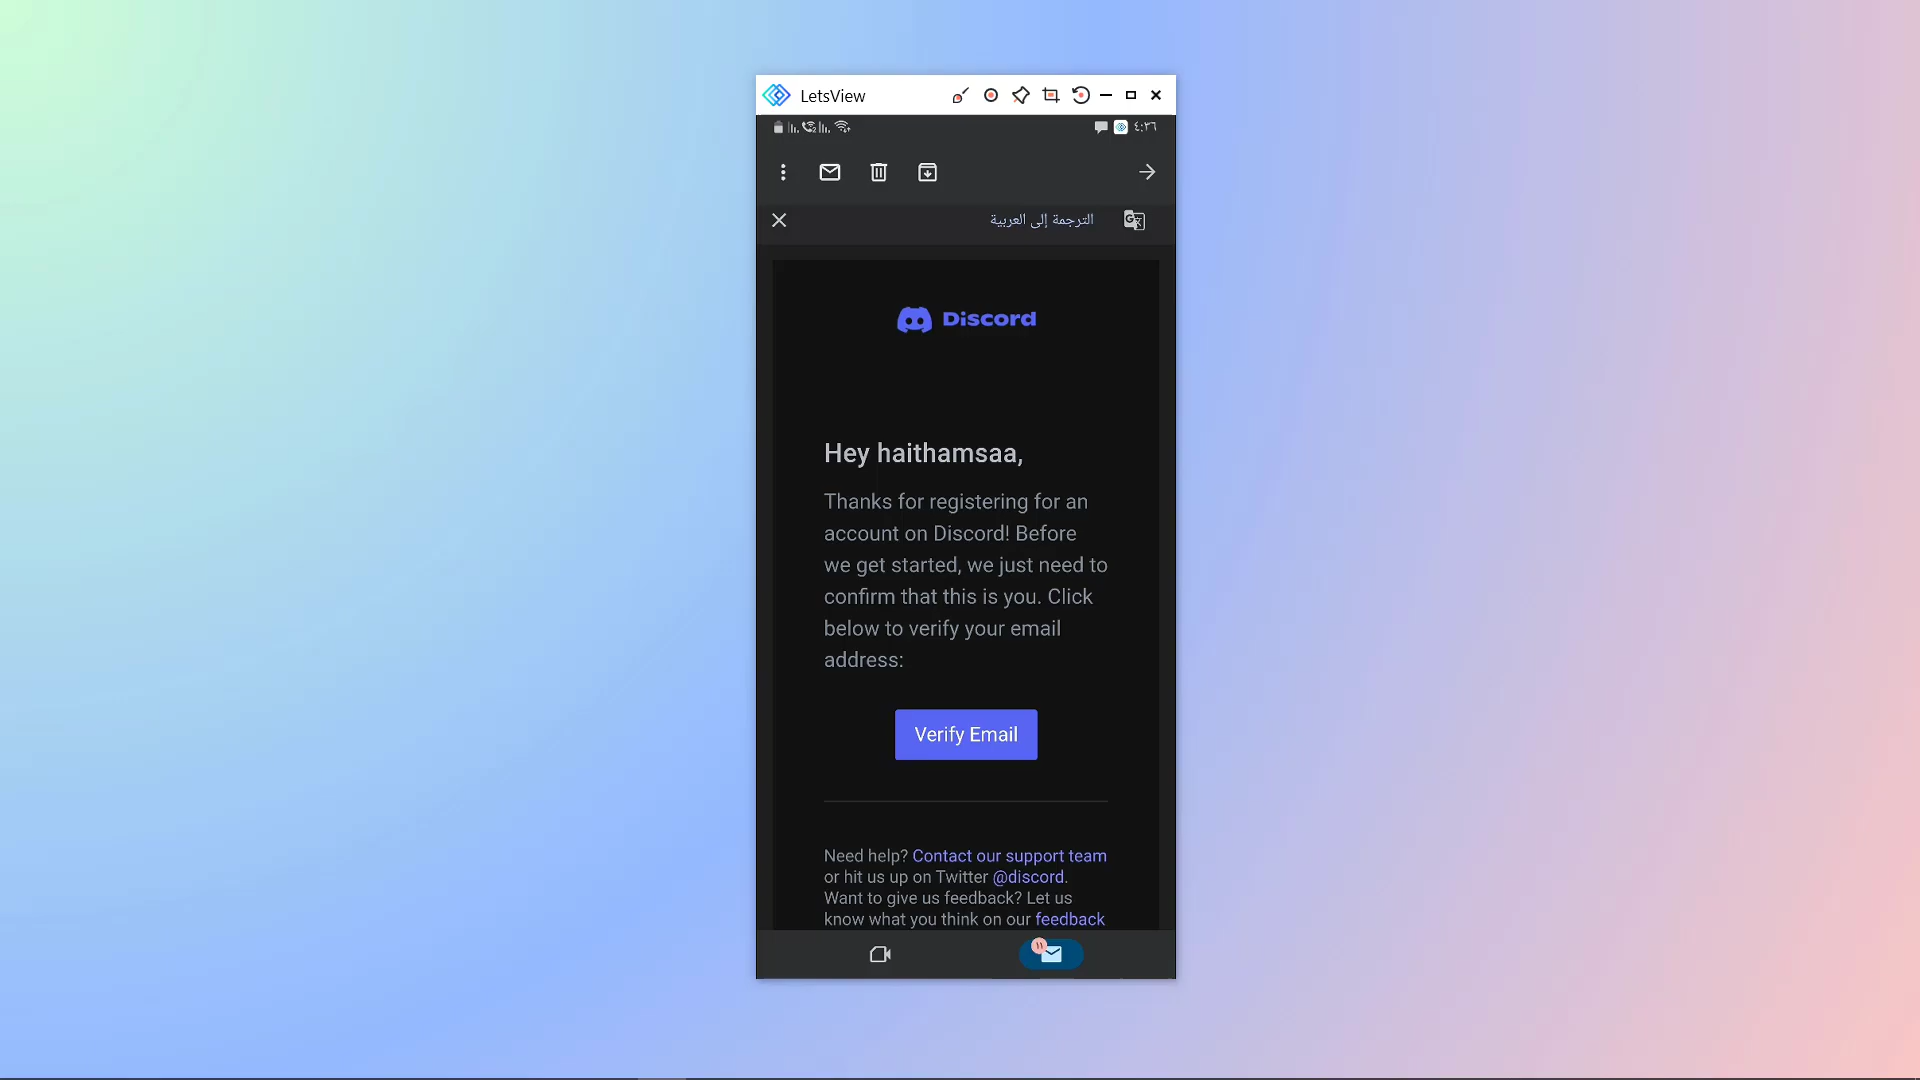 LetsView
٤:٣٦
الترجمة إلى العربية
Discord
Hey haithamsaa,
Thanks for registering for an
account on Discord! Before
we get started, we just need to
confirm that this is you. Click
below to verify your email
address:
Verify Email
Need help? Contact our support team
or hit us up on Twitter @discord.
Want to give us feedback? Let us
know what you think on our feedback
١١